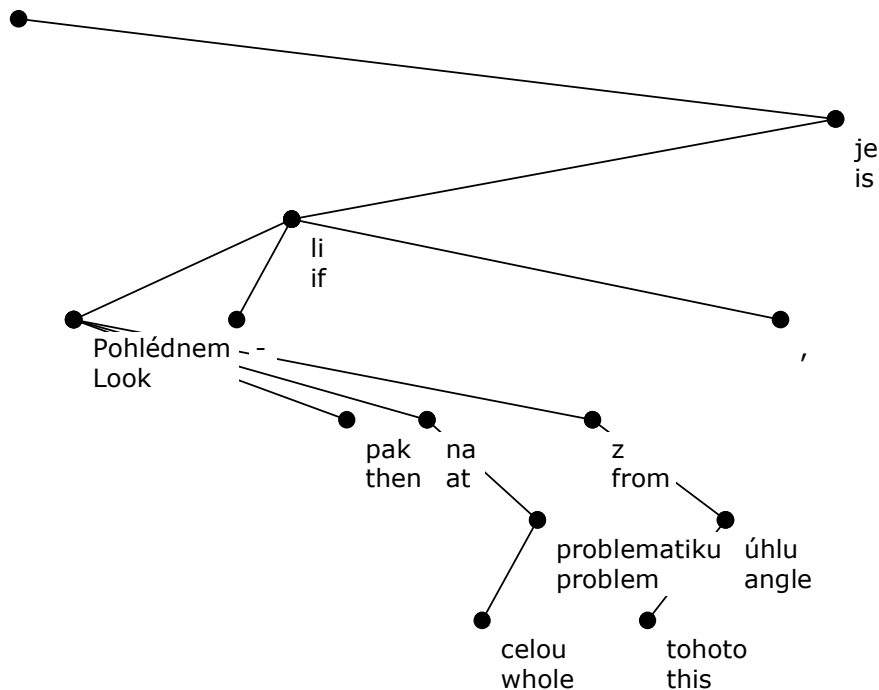 je
is
li
if
Pohlédnem
Look
-
,
pak
then
na
at
z
from
problematiku
problem
úhlu
angle
celou
whole
tohoto
this